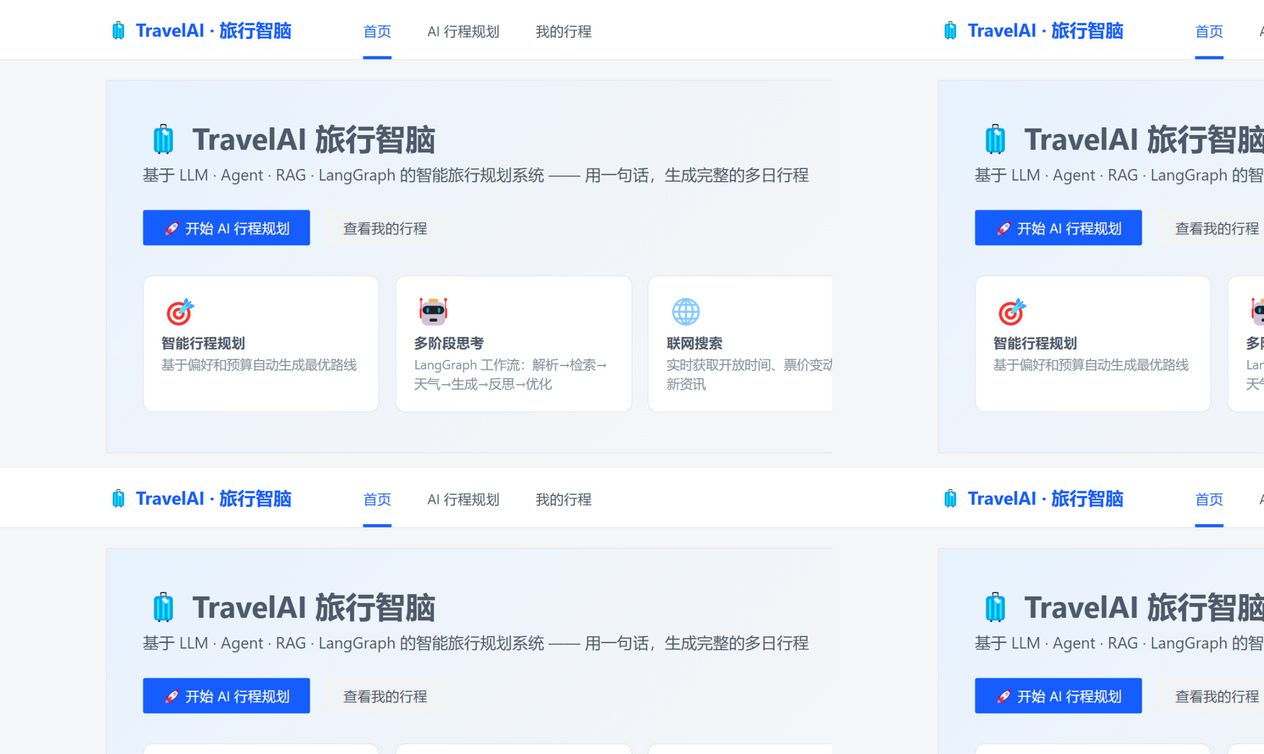 TravelAI · 旅行智脑 首页 AI 行程规划 我的行程
TravelAI 旅行智脑
基于 LLM · Agent · RAG · LangGraph 的智能旅行规划系统 —— 用一句话，生成完整的多日行程
开始 AI 行程规划 查看我的行程
智能行程规划
基于偏好和预算自动生成最优路线
多阶段思考
LangGraph 工作流：解析→检索→
天气→生成→反思→优化
联网搜索
实时获取开放时间、票价变动
新资讯
TravelAI · 旅行智脑 首页
TravelAI 旅行智脑
基于 LLM · Agent · RAG · LangGraph 的智
开始 AI 行程规划 查看我的行程
智能行程规划
基于偏好和预算自动生成最优路线
多
Lan
天气
TravelAI · 旅行智脑 首页 AI 行程规划 我的行程
TravelAI 旅行智脑
基于 LLM · Agent · RAG · LangGraph 的智能旅行规划系统 —— 用一句话，生成完整的多日行程
开始 AI 行程规划 查看我的行程
TravelAI · 旅行智脑 首页
TravelAI 旅行智脑
基于 LLM · Agent · RAG · LangGraph 的智
开始 AI 行程规划 查看我的行程